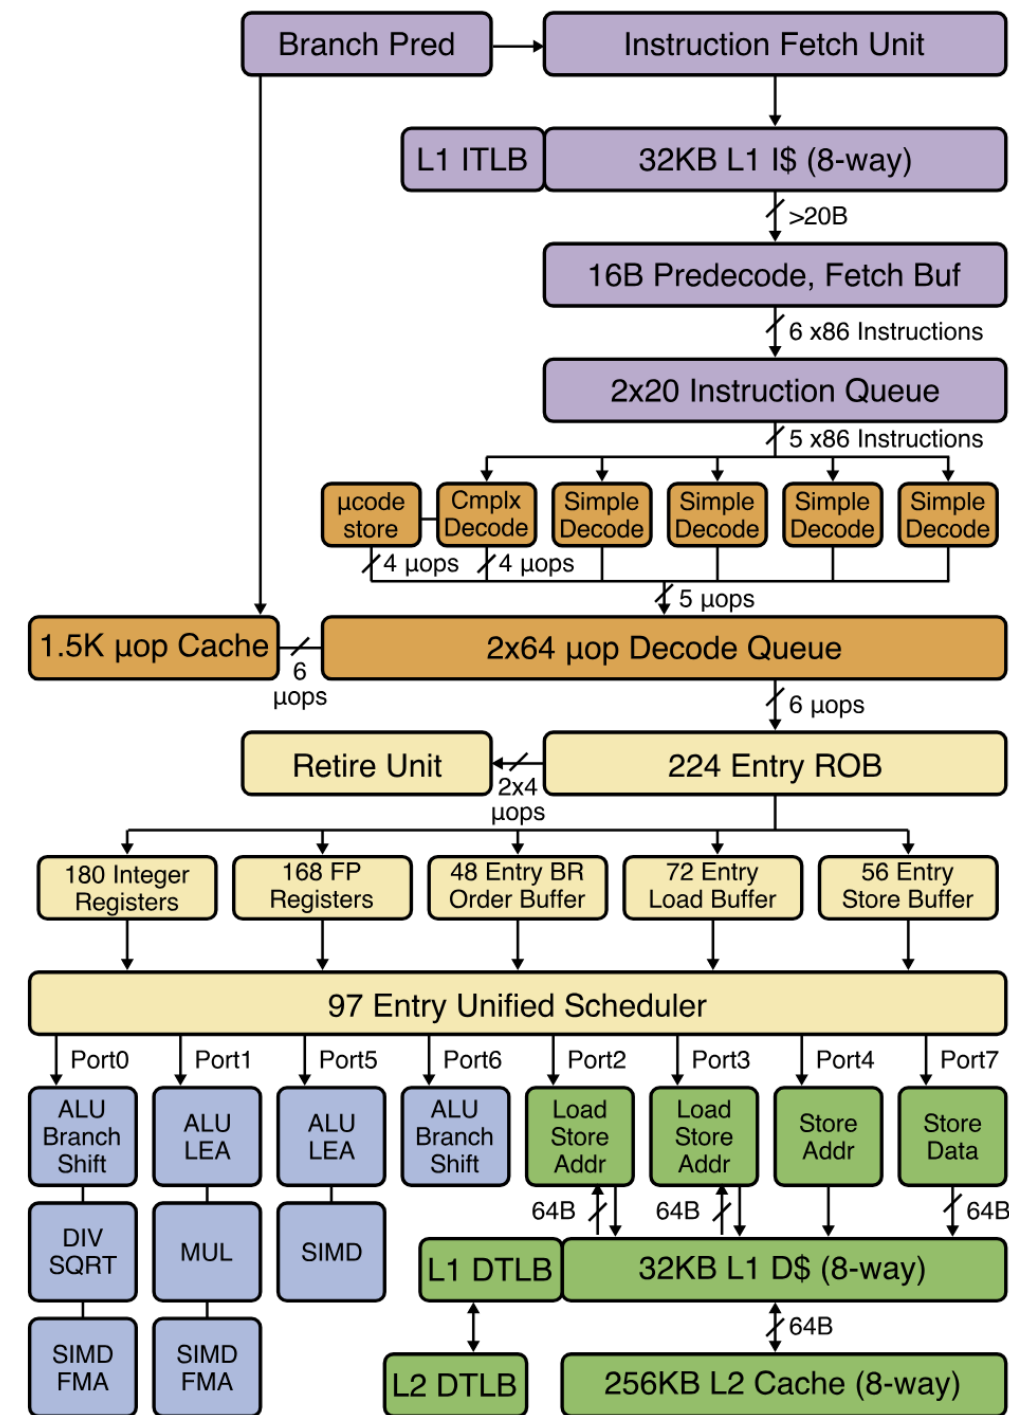 Branch Pred
Instruction Fetch Unit
L1 ITLB
32KB L1 I$ (8-way)
>20B
16B Predecode, Fetch Buf
6 x86 Instructions
2x20 Instruction Queue
5 x86 Instructions
µcode
store
Cmplx
Decode
Simple
Decode
Simple
Decode
Simple
Decode
Simple
Decode
4 µops
4 µops
5 µops
1.5K µop Cache
6
µops
2x64 µop Decode Queue
6 µops
Retire Unit
2x4
µops
224 Entry ROB
180 Integer
Registers
168 FP
Registers
48 Entry BR
Order Buffer
72 Entry
Load Buffer
56 Entry
Store Buffer
97 Entry Unified Scheduler
Port0
Port1
Port5
Port6
Port2
Port3
Port4
Port7
ALU
Branch
Shift
ALU
LEA
ALU
LEA
ALU
Branch
Shift
Load
Store
Addr
Load
Store
Addr
Store
Addr
Store
Data
64B
64B
64B
DIV
SQRT
MUL
SIMD
L1 DTLB
32KB L1 D$ (8-way)
64B
SIMD
FMA
SIMD
FMA
L2 DTLB
256KB L2 Cache (8-way)